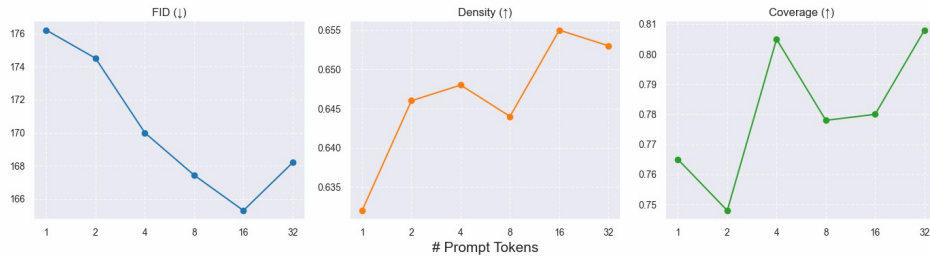 FID (↓)
176
174
172
170
168
166
1 2 4 8 16 32
Density (↑)
0.655
0.650
0.645
0.640
0.635
1 2 4 8 16 32
# Prompt Tokens
Coverage (↑)
0.81
0.80
0.79
0.78
0.77
0.76
0.75
1 2 4 8 16 32